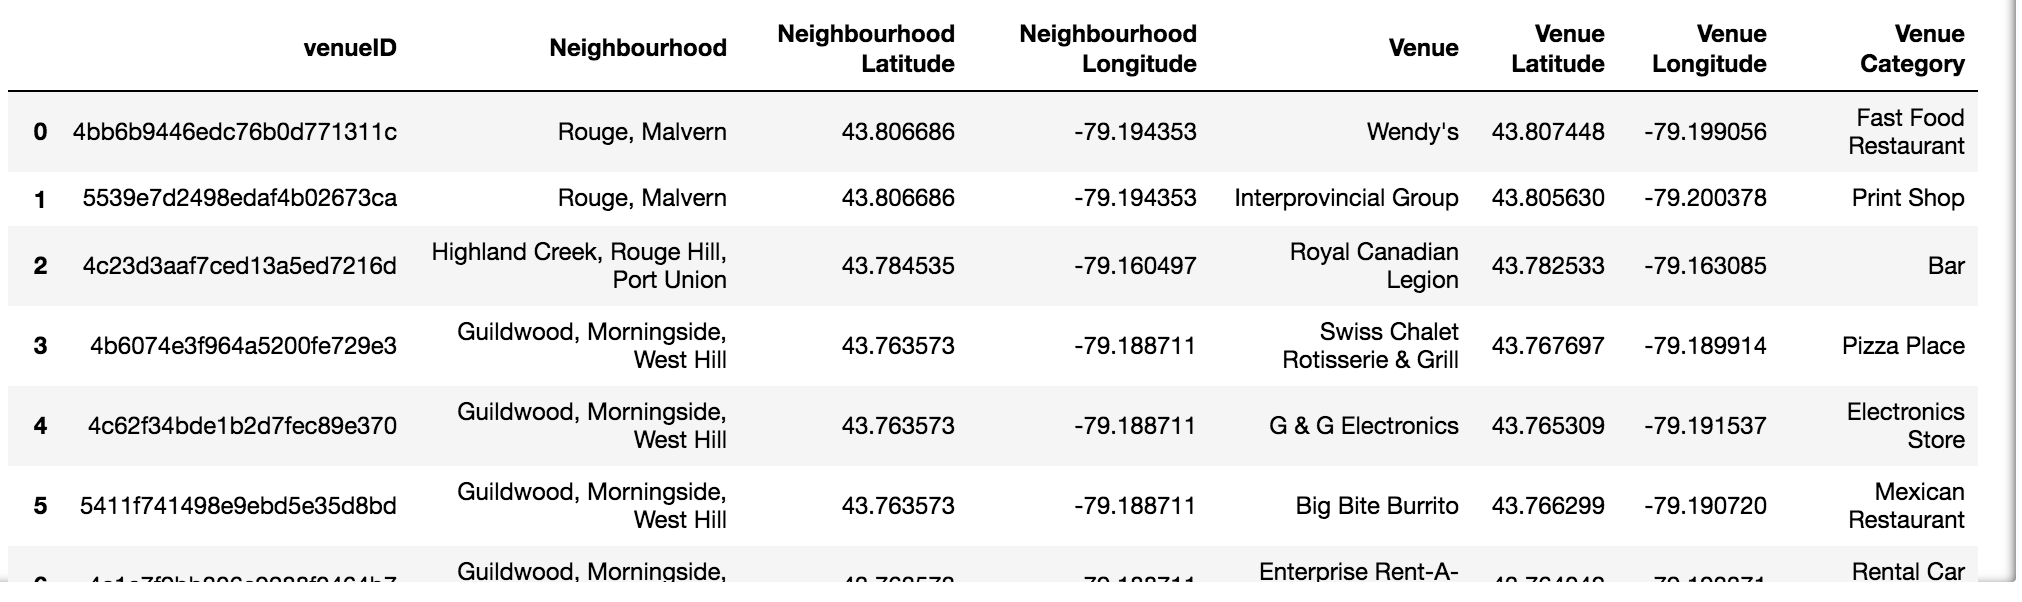 venueID Neighbourhood Neighbourhood Latitude Neighbourhood Longitude Venue Venue Latitude Venue Longitude Venue Category
0 4bb6b9446edc76b0d771311c Rouge, Malvern 43.806686 -79.194353 Wendy's 43.807448 -79.199056 Fast Food Restaurant
1 5539e7d2498edaf4b02673ca Rouge, Malvern 43.806686 -79.194353 Interprovincial Group 43.805630 -79.200378 Print Shop
2 4c23d3aaf7ced13a5ed7216d Highland Creek, Rouge Hill, Port Union 43.784535 -79.160497 Royal Canadian Legion 43.782533 -79.163085 Bar
3 4b6074e3f964a5200fe729e3 Guildwood, Morningside, West Hill 43.763573 -79.188711 Swiss Chalet Rotisserie & Grill 43.767697 -79.189914 Pizza Place
4 4c62f34bde1b2d7fec89e370 Guildwood, Morningside, West Hill 43.763573 -79.188711 G & G Electronics 43.765309 -79.191537 Electronics Store
5 5411f741498e9ebd5e35d8bd Guildwood, Morningside, West Hill 43.763573 -79.188711 Big Bite Burrito 43.766299 -79.190720 Mexican Restaurant
Guildwood, Morningside, Enterprise Rent-A- Rental Car